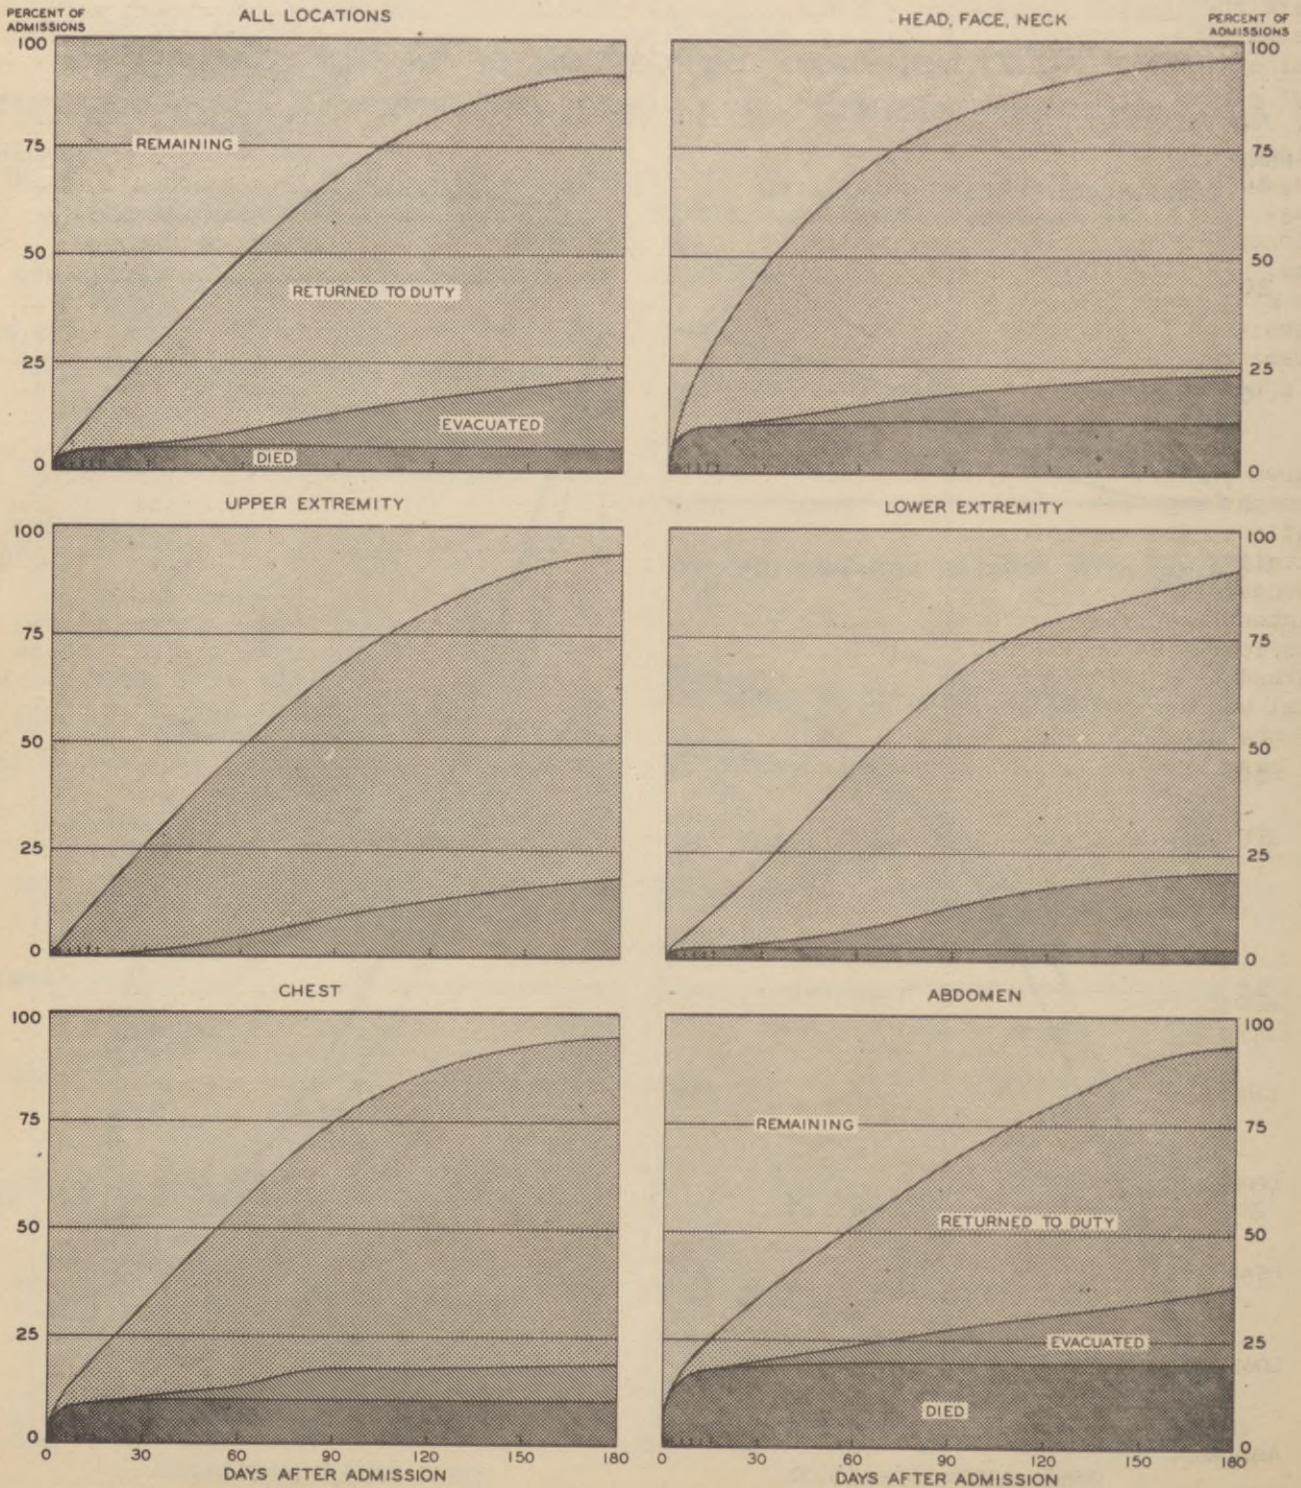 PERCENT OF
ADMISSIONS
ALL LOCATIONS
100
75
50
25
0
REMAINING
RETURNED TO DUTY
EVACUATED
DIED
HEAD, FACE, NECK
PERCENT OF
ADMISSIONS
100
75
50
25
0
UPPER EXTREMITY
100
75
50
25
0
LOWER EXTREMITY
100
75
50
25
0
CHEST
100
75
50
25
0
0 30 60 90 120 150 180
DAYS AFTER ADMISSION
ABDOMEN
100
75
50
25
0
REMAINING
RETURNED TO DUTY
EVACUATED
DIED
0 30 60 90 120 150 180
DAYS AFTER ADMISSION